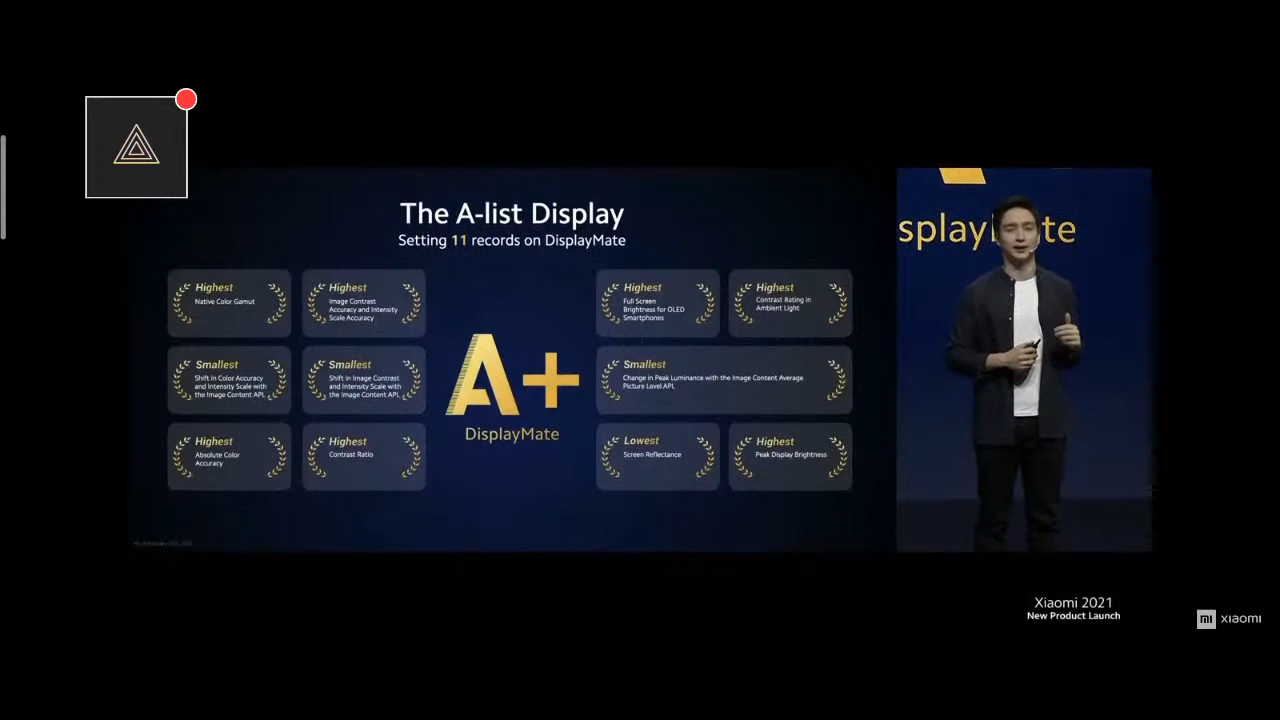 The A-list Display
Setting 11 records on DisplayMate
Highest
Native Color Gamut
Highest
Image Contrast
Accuracy and Intensity
Scale Accuracy
Smallest
Shift in Color Accuracy
and Intensity Scale with
the Image Content APL
Smallest
Shift in Image Contrast
and Intensity Scale with
the Image Content APL
Highest
Absolute Color
Accuracy
Highest
Contrast Ratio
A+
DisplayMate
Highest
Full Screen
Brightness for OLED
Smartphones
Highest
Contrast Rating in
Ambient Light
Smallest
Change in Peak Luminance with the Image Content Average
Picture Level APL
Lowest
Screen Reflectance
Highest
Peak Display Brightness
splay
te
Xiaomi 2021
New Product Launch
mi xiaomi